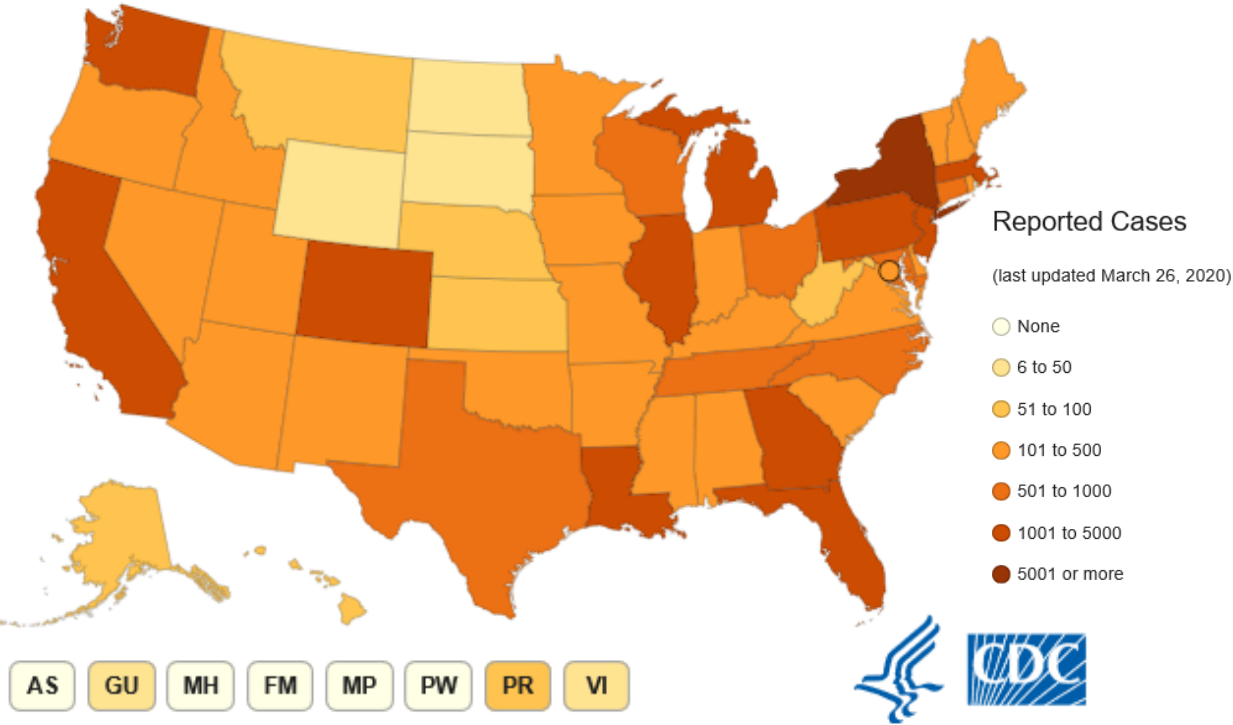 Reported Cases
(last updated March 26, 2020)
None
6 to 50
51 to 100
101 to 500
501 to 1000
1001 to 5000
5001 or more
AS GU MH FM MP PW PR VI
CDC